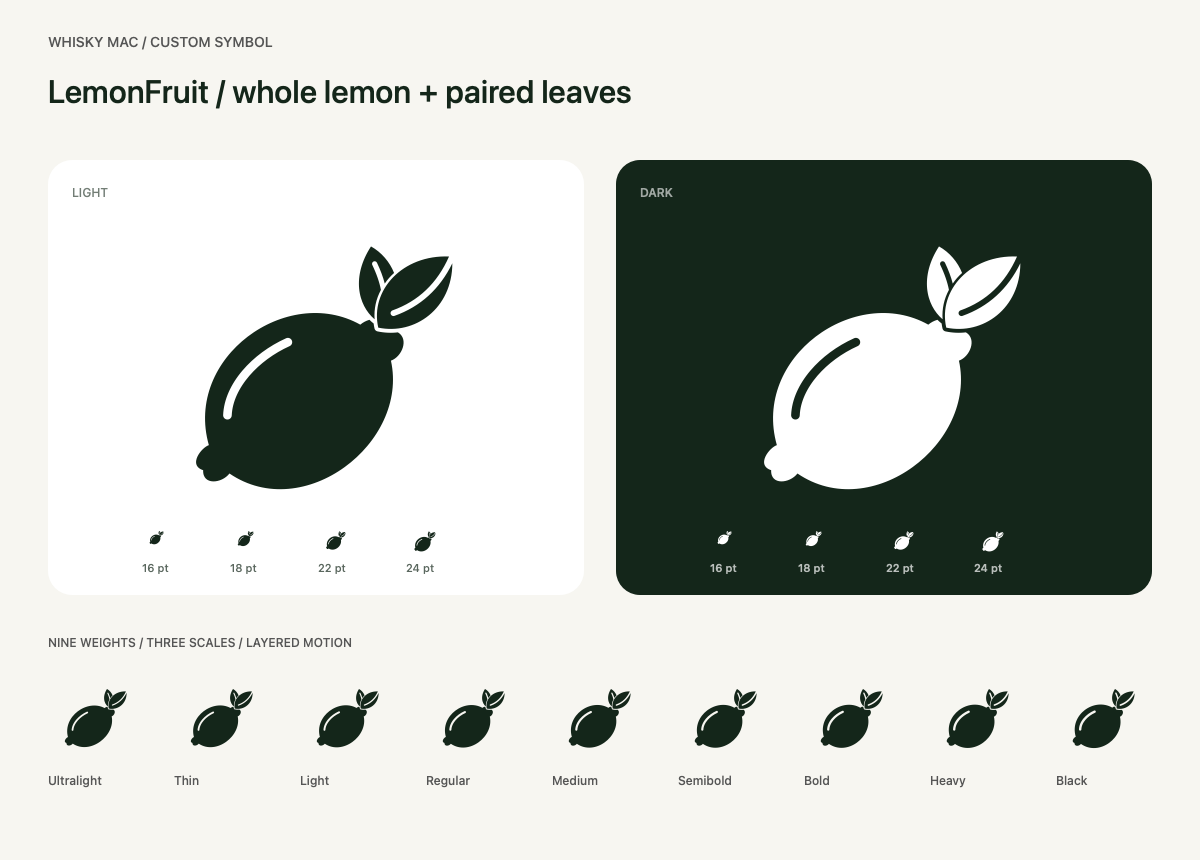 WHISKY MAC / CUSTOM SYMBOL
LemonFruit / whole lemon + paired leaves
LIGHT
16 pt
18 pt
22 pt
24 pt
DARK
16 pt
18 pt
22 pt
24 pt
NINE WEIGHTS / THREE SCALES / LAYERED MOTION
Ultralight
Thin
Light
Regular
Medium
Semibold
Bold
Heavy
Black